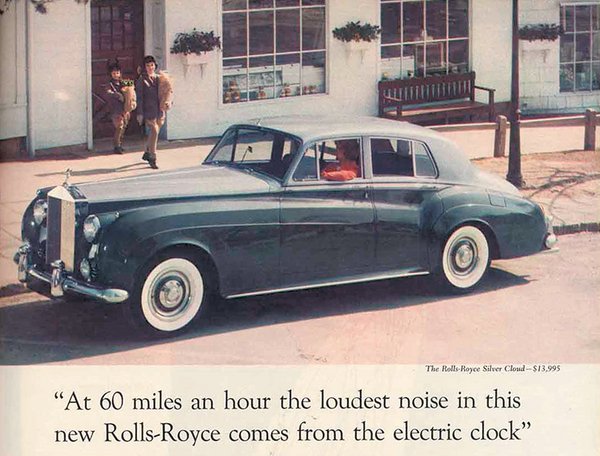 The Rolls-Royce Silver Cloud—$13,995
“At 60 miles an hour the loudest noise in this
new Rolls-Royce comes from the electric clock”